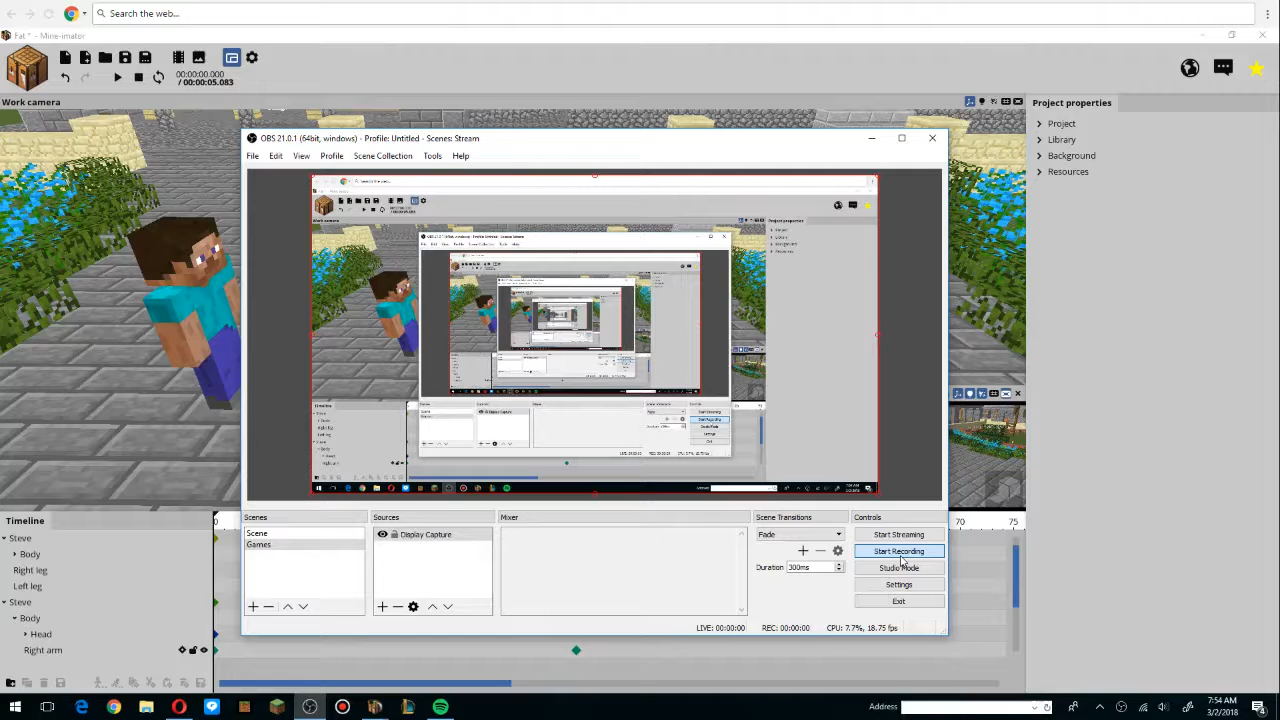 Search the web...
Fat * - Mine-imator
00:00:00.000
/ 00:00:05.083
Work camera
Project properties
Project
Library
Background
Resources
OBS 21.0.1 (64bit, windows) - Profile: Untitled - Scenes: Stream
File Edit View Profile Scene Collection Tools Help
Scenes
Sources
Mixer
Scene Transitions
Controls
Scene
Games
Display Capture
Fade
Duration 300ms
Start Streaming
Start Recording
Studio Mode
Settings
Exit
LIVE: 00:00:00 REC: 00:00:00 CPU: 7.7%, 18.75 fps
Timeline
0
70
75
Steve
Body
Right leg
Left leg
Steve
Body
Head
Right arm
Address
7:54 AM
3/2/2018
4